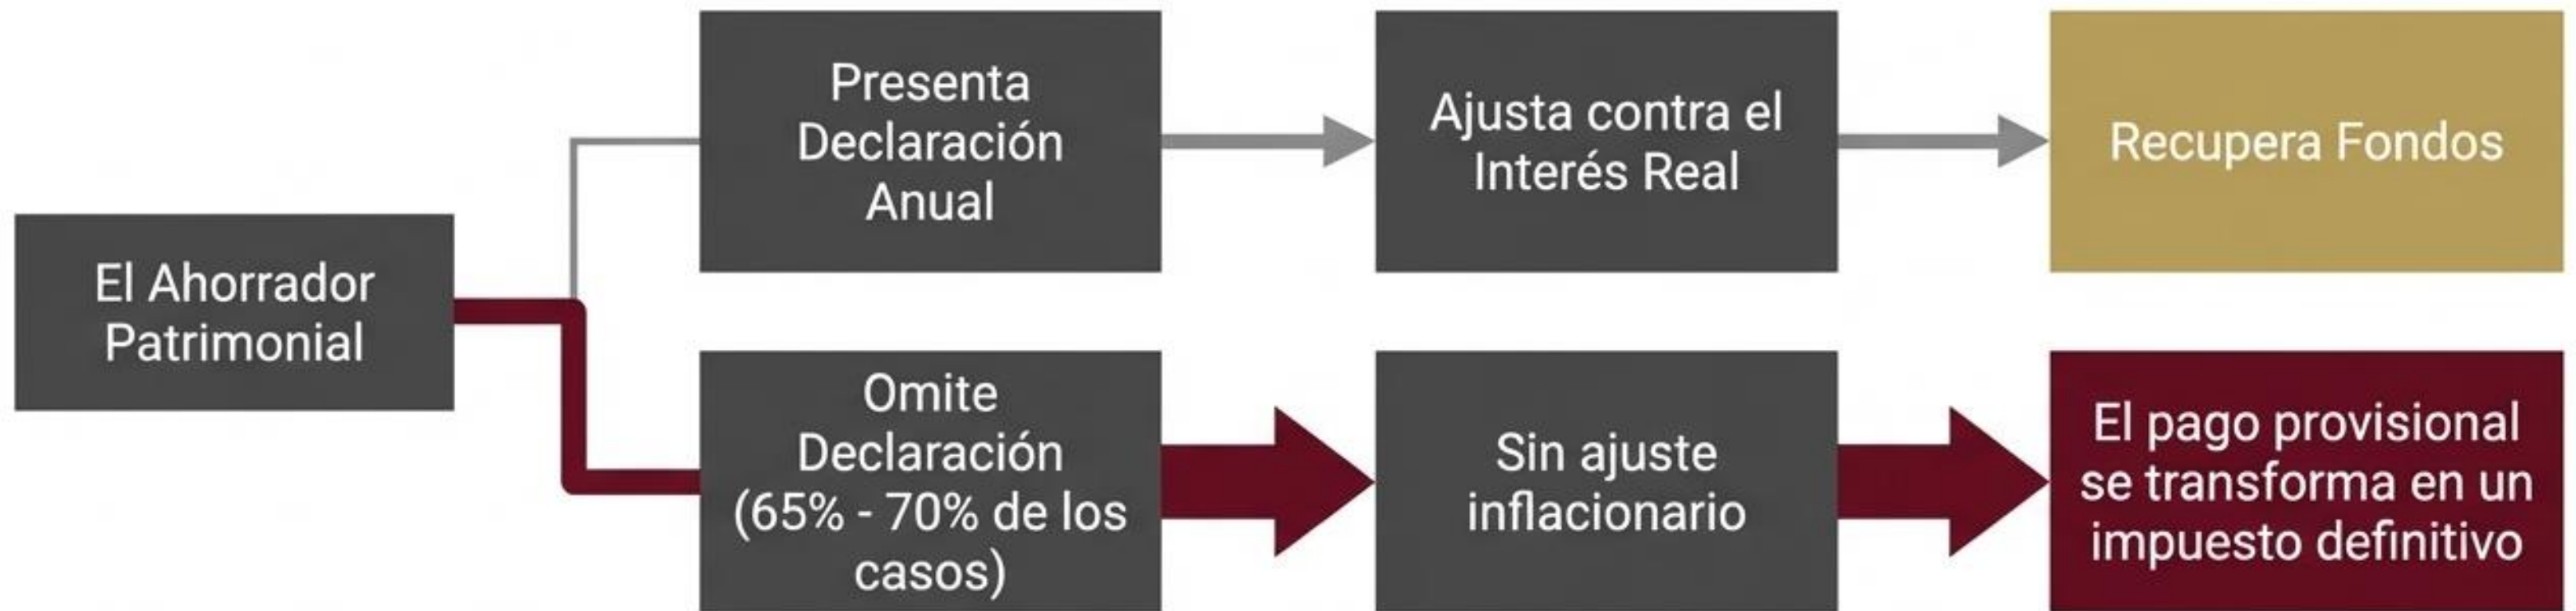 El Ahorrador
Patrimonial
Presenta
Declaración
Anual
Ajusta contra el
Interés Real
Recupera Fondos
Omite
Declaración
(65% - 70% de los
casos)
Sin ajuste
inflacionario
El pago provisional
se transforma en un
impuesto definitivo